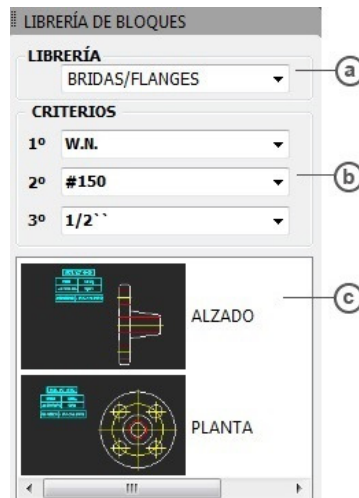 LIBRERÍA DE BLOQUES
LIBRERÍA
BRIDAS/FLANGES
a
CRITERIOS
1º W.N.
2º #150
b
3º 1/2``
c
ALZADO
PLANTA